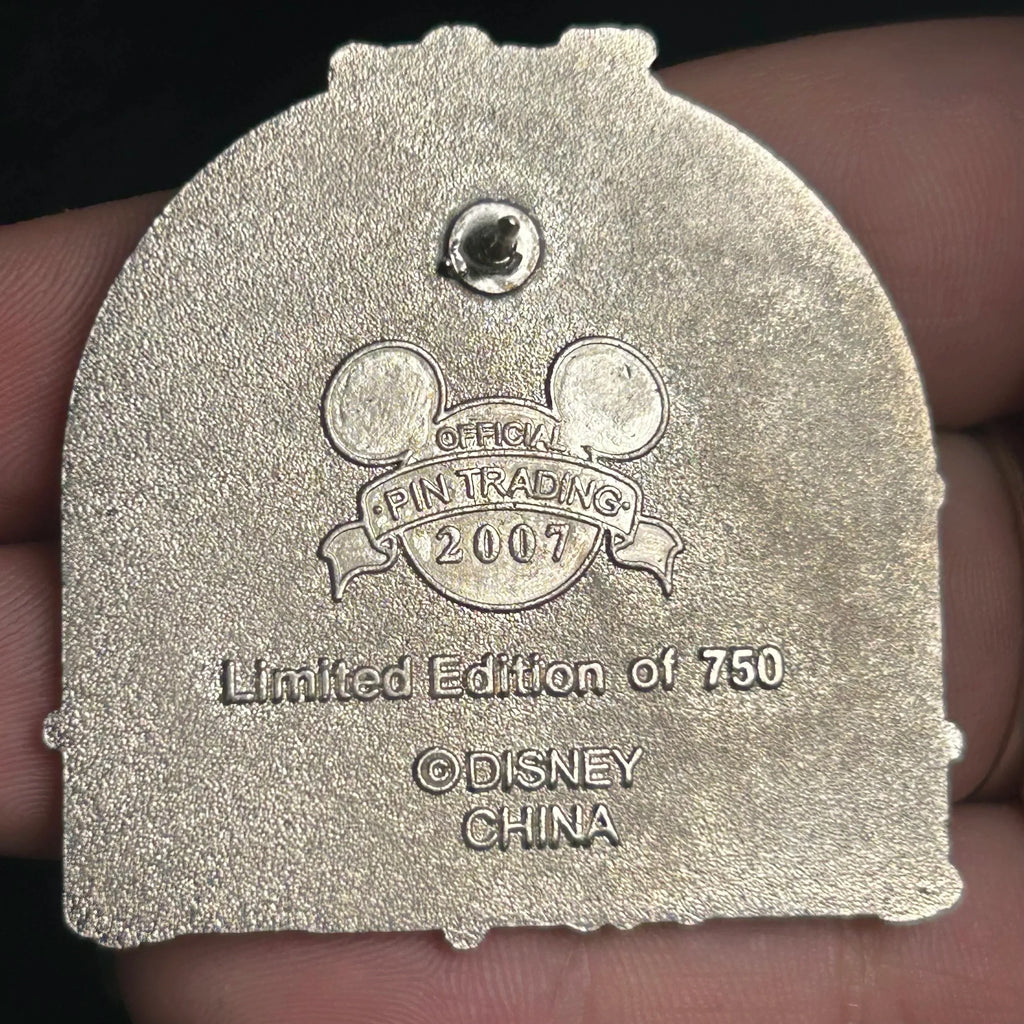 OFFICIAL
·PIN TRADING·
2007
Limited Edition of 750
©DISNEY
CHINA